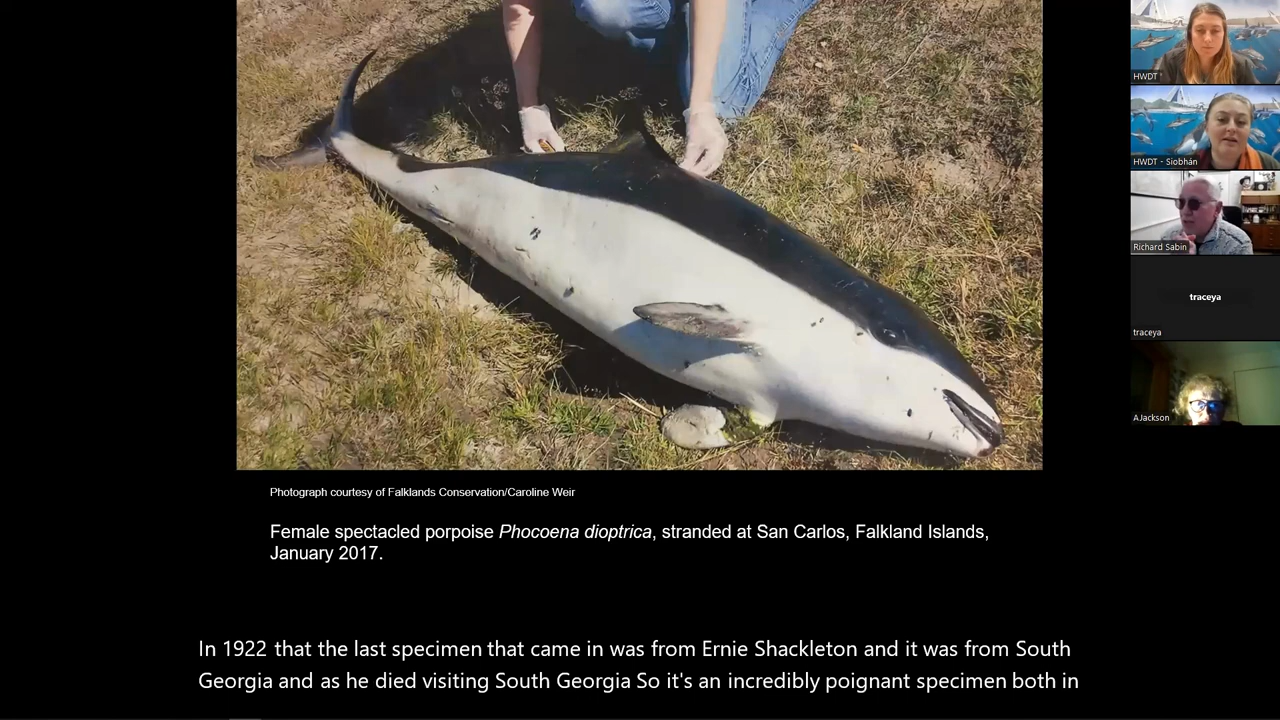 HWDT
HWDT - Siobhán
Richard Sabin
traceya
traceya
AJackson
Photograph courtesy of Falklands Conservation/Caroline Weir
Female spectacled porpoise Phocoena dioptrica, stranded at San Carlos, Falkland Islands,
January 2017.
In 1922 that the last specimen that came in was from Ernie Shackleton and it was from South
Georgia and as he died visiting South Georgia So it's an incredibly poignant specimen both in